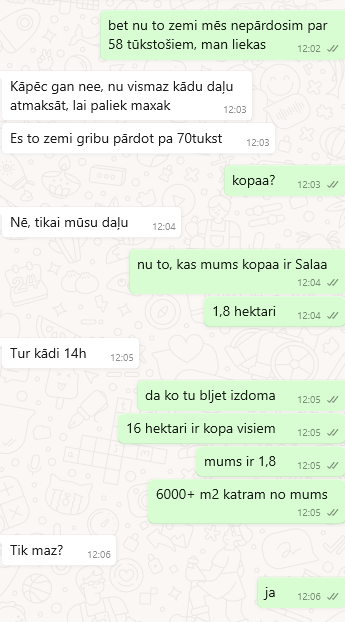 bet nu to zemi mēs nepārdosim par
58 tūkstošiem, man liekas
12:02
Kāpēc gan nee, nu vismaz kādu daļu
atmaksāt, lai paliek maxak
12:03
Es to zemi gribu pārdot pa 70tukst
12:03
kopaa?
12:03
Nē, tikai mūsu daļu
12:04
nu to, kas mums kopaa ir Salaa
12:04
1,8 hektari
12:04
Tur kādi 14h
12:05
da ko tu bljet izdoma
12:05
16 hektari ir kopa visiem
12:05
mums ir 1,8
12:05
6000+ m2 katram no mums
12:05
Tik maz?
12:06
ja
12:06